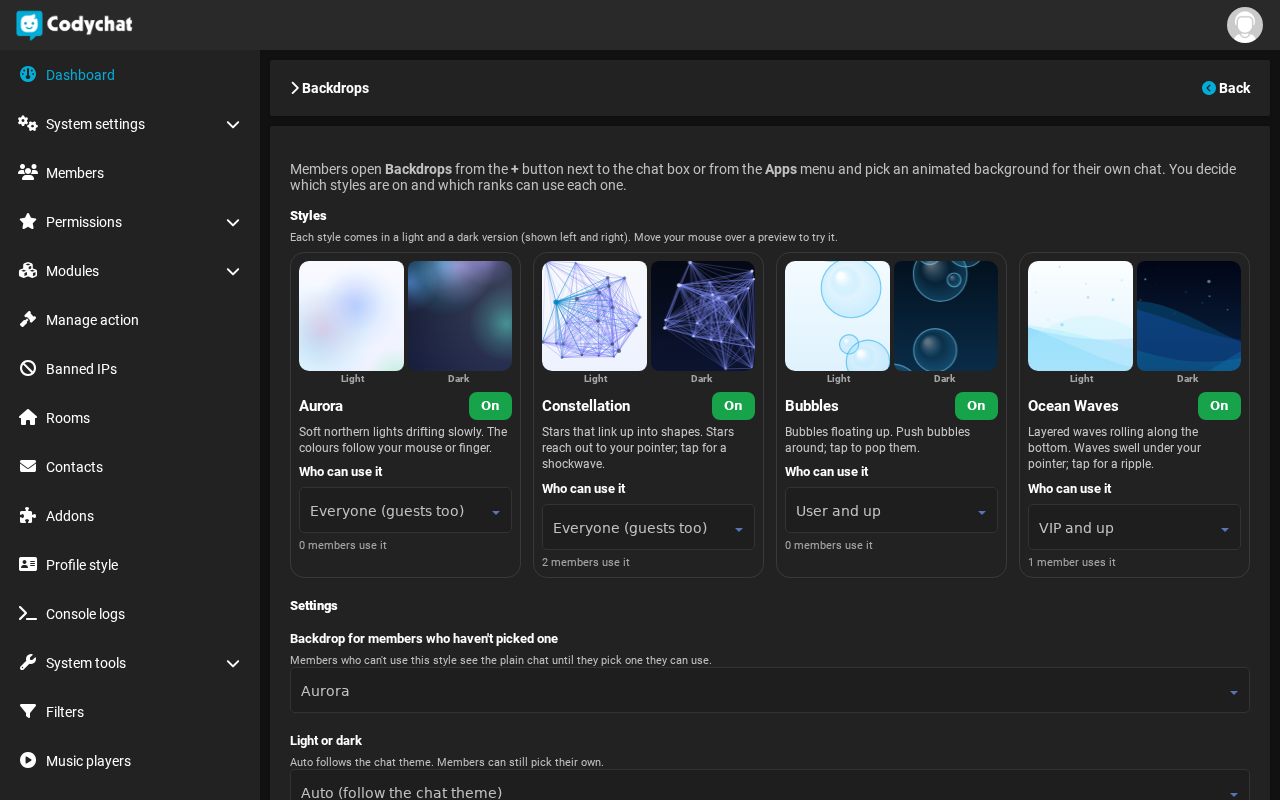 Codychat
Dashboard
System settings
Members
Permissions
Modules
Manage action
Banned IPs
Rooms
Contacts
Addons
Profile style
Console logs
System tools
Filters
Music players
Backdrops
Back
Members open Backdrops from the + button next to the chat box or from the Apps menu and pick an animated background for their own chat. You decide
which styles are on and which ranks can use each one.
Styles
Each style comes in a light and a dark version (shown left and right). Move your mouse over a preview to try it.
Light
Dark
Aurora
On
Soft northern lights drifting slowly. The
colours follow your mouse or finger.
Who can use it
Everyone (guests too)
0 members use it
Light
Dark
Constellation
On
Stars that link up into shapes. Stars
reach out to your pointer; tap for a
shockwave.
Who can use it
Everyone (guests too)
2 members use it
Light
Dark
Bubbles
On
Bubbles floating up. Push bubbles
around; tap to pop them.
Who can use it
User and up
0 members use it
Light
Dark
Ocean Waves
On
Layered waves rolling along the
bottom. Waves swell under your
pointer; tap for a ripple.
Who can use it
VIP and up
1 member uses it
Settings
Backdrop for members who haven't picked one
Members who can't use this style see the plain chat until they pick one they can use.
Aurora
Light or dark
Auto follows the chat theme. Members can still pick their own.
Auto (follow the chat theme)